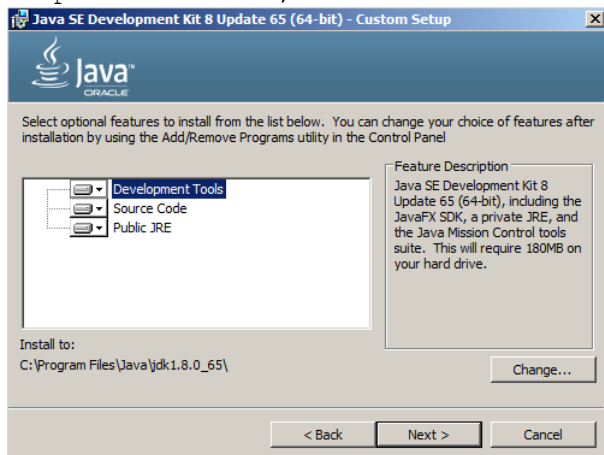 Java SE Development Kit 8 Update 65 (64-bit) - Custom Setup
Java™
ORACLE
Select optional features to install from the list below. You can change your choice of features after
installation by using the Add/Remove Programs utility in the Control Panel
Development Tools
Source Code
Public JRE
Feature Description
Java SE Development Kit 8
Update 65 (64-bit), including the
JavaFX SDK, a private JRE, and
the Java Mission Control tools
suite. This will require 180MB on
your hard drive.
Install to:
C:\Program Files\Java\jdk1.8.0_65\
Change...
< Back
Next >
Cancel